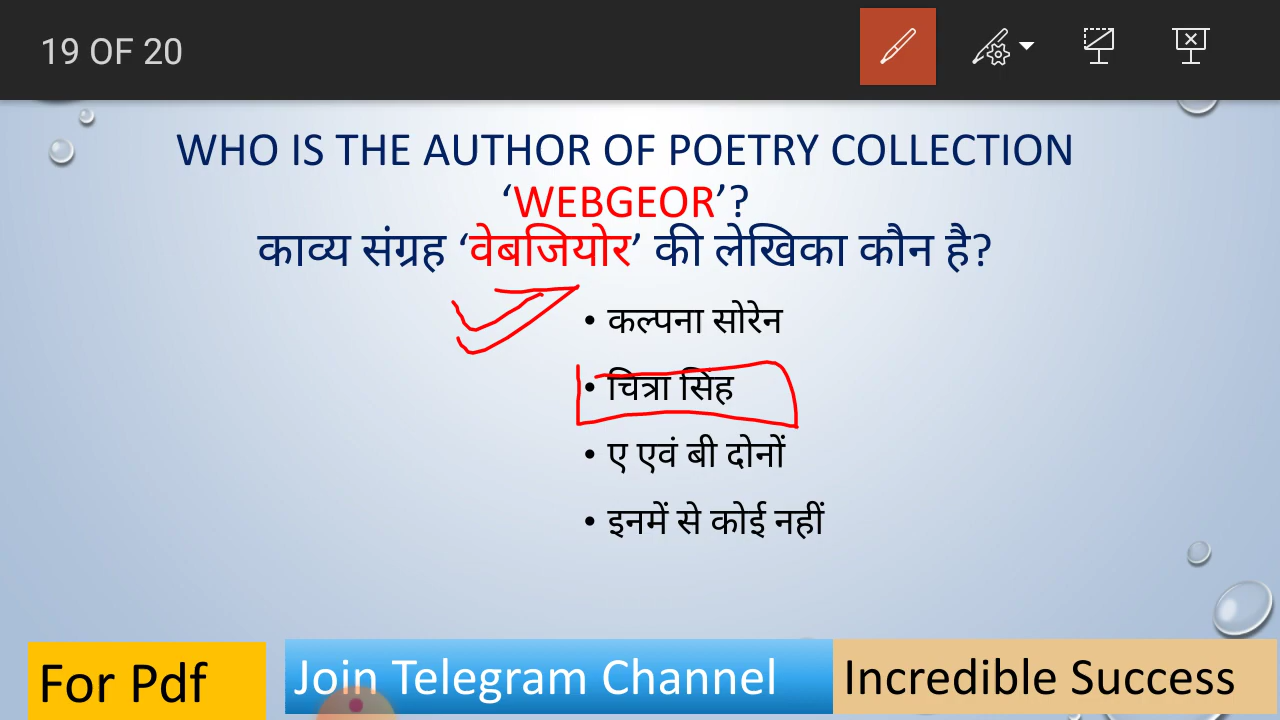 19 OF 20
WHO IS THE AUTHOR OF POETRY COLLECTION
‘WEBGEOR’?
काव्य संग्रह ‘वेबजियोर’ की लेखिका कौन है?
• कल्पना सोरेन
• चित्रा सिंह
• ए एवं बी दोनों
• इनमें से कोई नहीं
For Pdf
Join Telegram Channel
Incredible Success